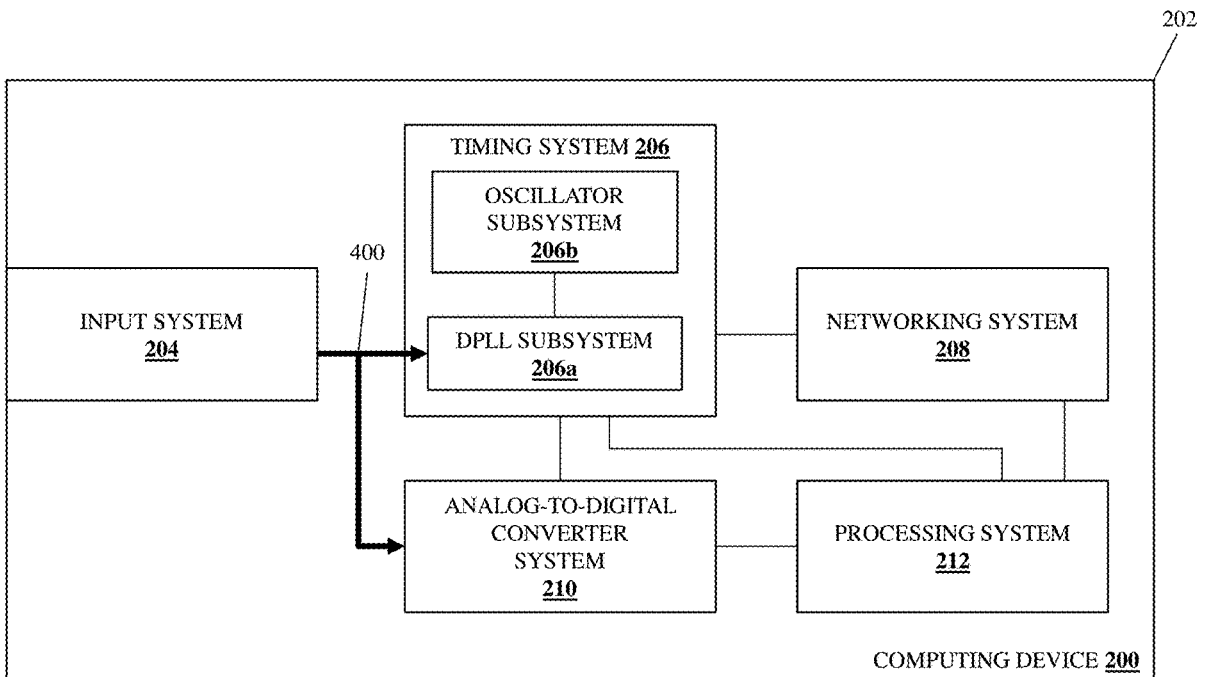 202
TIMING SYSTEM 206
OSCILLATOR
SUBSYSTEM
206b
400
INPUT SYSTEM
204
DPLL SUBSYSTEM
206a
NETWORKING SYSTEM
208
ANALOG-TO-DIGITAL
CONVERTER
SYSTEM
210
PROCESSING SYSTEM
212
COMPUTING DEVICE 200